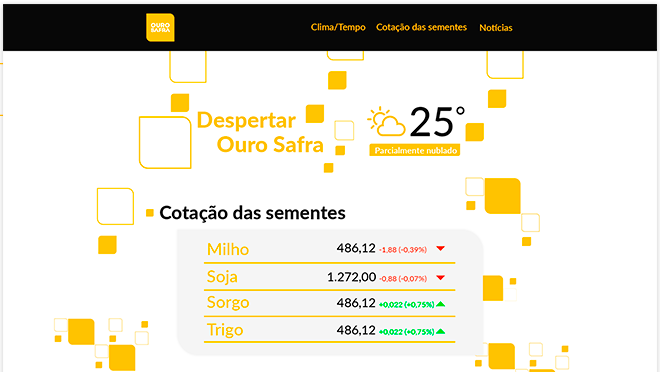 OURO
SAFRA
Clima/Tempo Cotação das sementes Notícias
Despertar
Ouro Safra
25°
Parcialmente nublado
Cotação das sementes
Milho 486,12 -1,88 (-0,39%)
Soja 1.272,00 -0,88 (-0,07%)
Sorgo 486,12 +0,022 (+0,75%)
Trigo 486,12 +0,022 (+0,75%)